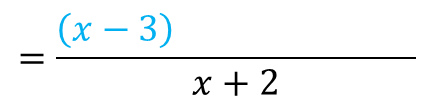 = (x − 3)
x + 2